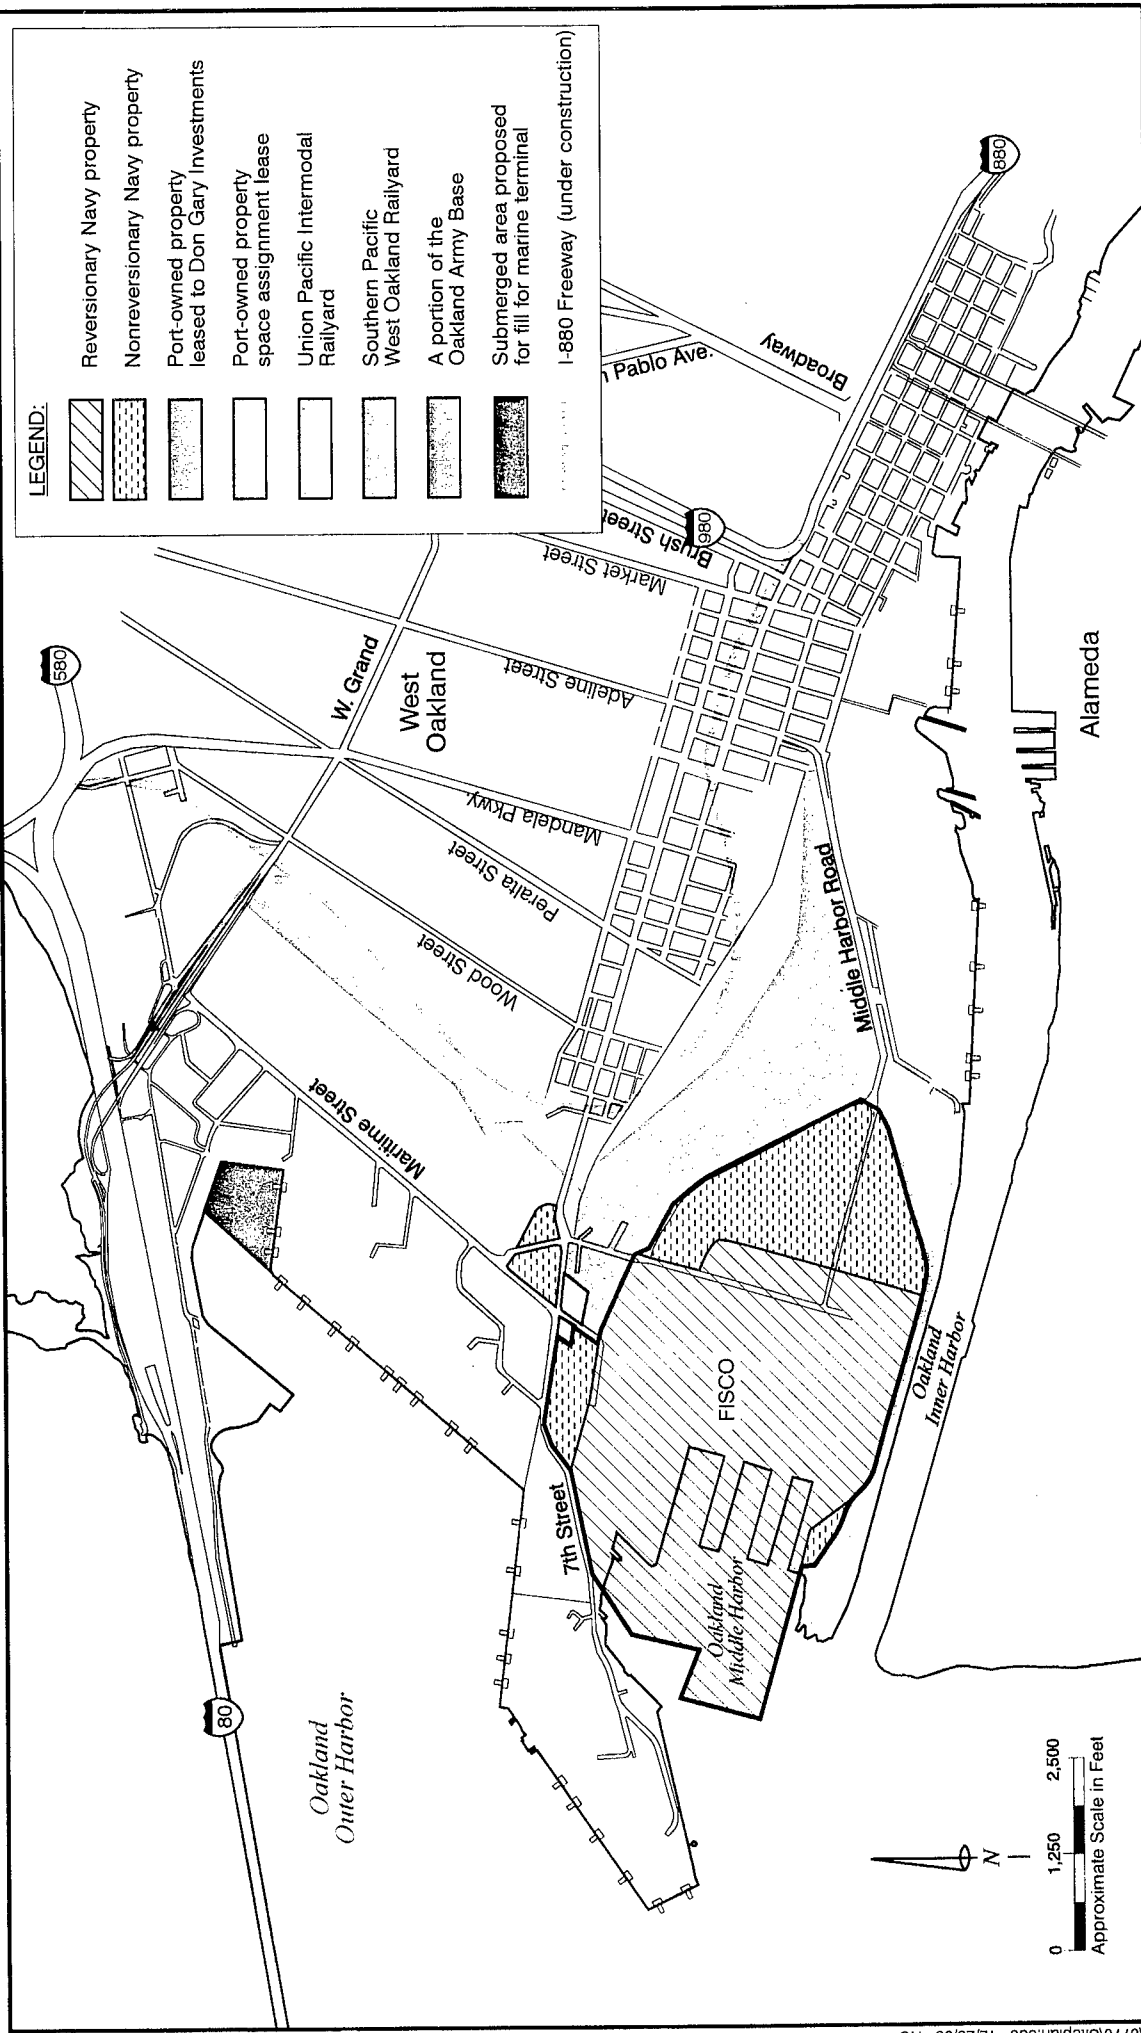 LEGEND:
Reversionary Navy property
Nonreversionary Navy property
Port-owned property
leased to Don Gary Investments
Port-owned property
space assignment lease
Union Pacific Intermodal
Railyard
Southern Pacific
West Oakland Railyard
A portion of the
Oakland Army Base
Submerged area proposed
for fill for marine terminal
I-880 Freeway (under construction)
580
80
980
880
W. Grand
West
Oakland
Pablo Ave.
Broadway
Brush Street
Market Street
Adeline Street
Mandela Pkwy.
Peralta Street
Wood Street
Maritime Street
Middle Harbor Road
7th Street
FISCO
Oakland
Outer Harbor
Oakland
Middle Harbor
Oakland
Inner Harbor
Alameda
N
0 1,250 2,500
Approximate Scale in Feet